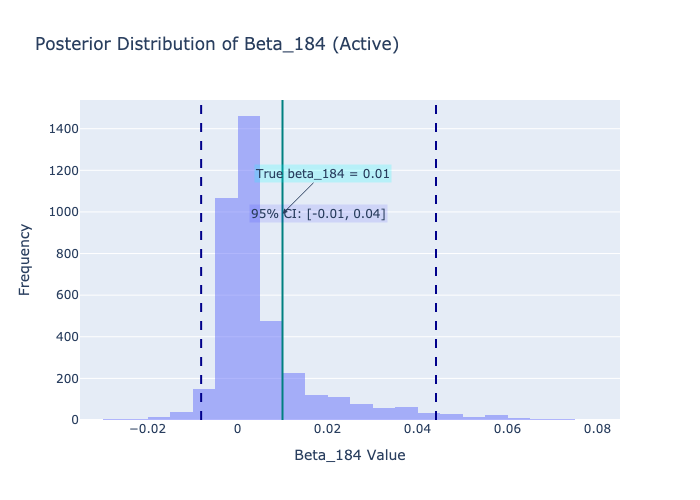 Posterior Distribution of Beta_184 (Active)
1400
1200
1000
800
600
400
200
0
Frequency
True beta_184 = 0.01
95% CI: [-0.01, 0.04]
−0.02
0
0.02
0.04
0.06
0.08
Beta_184 Value